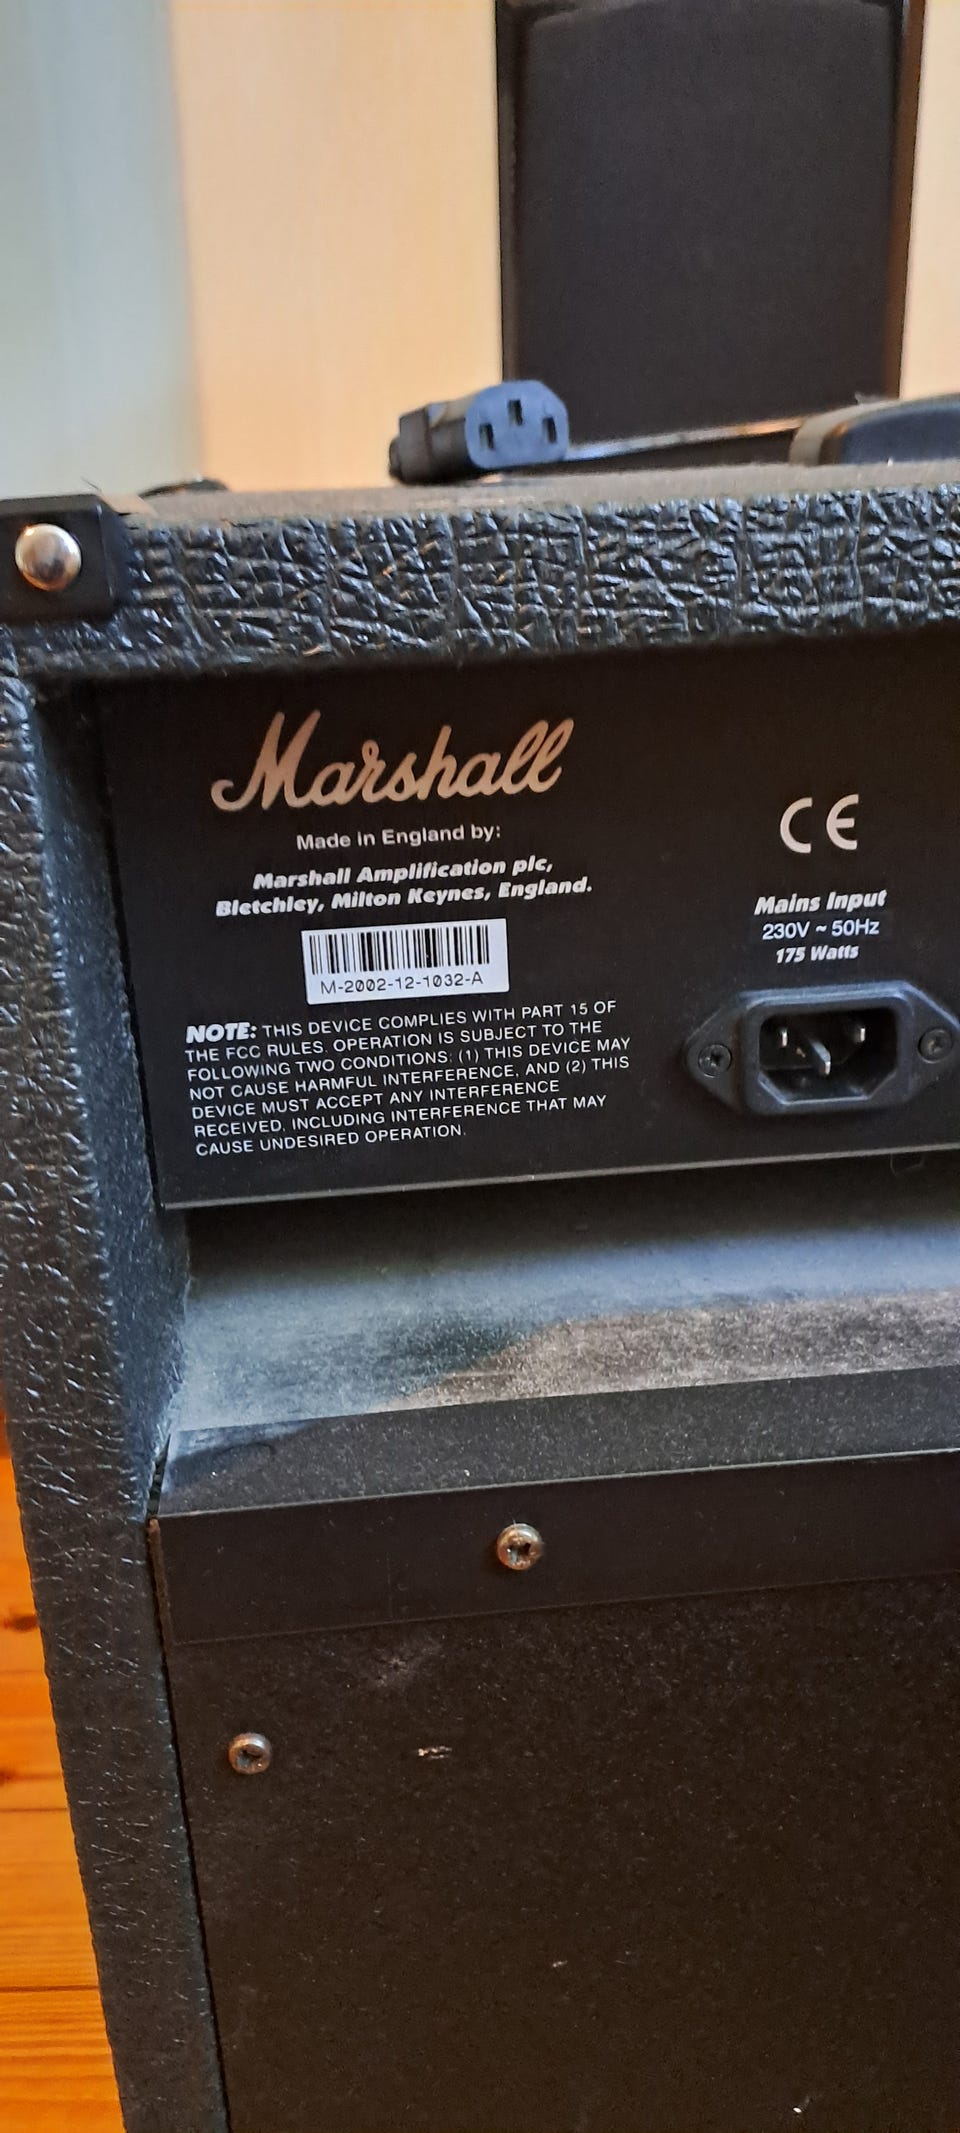 Marshall
Made in England by:
Marshall Amplification plc,
Bletchley, Milton Keynes, England.
M-2002-12-1032-A
NOTE: THIS DEVICE COMPLIES WITH PART 15 OF
THE FCC RULES. OPERATION IS SUBJECT TO THE
FOLLOWING TWO CONDITIONS: (1) THIS DEVICE MAY
NOT CAUSE HARMFUL INTERFERENCE, AND (2) THIS
DEVICE MUST ACCEPT ANY INTERFERENCE
RECEIVED, INCLUDING INTERFERENCE THAT MAY
CAUSE UNDESIRED OPERATION.
CE
Mains Input
230V ~ 50Hz
175 Watts